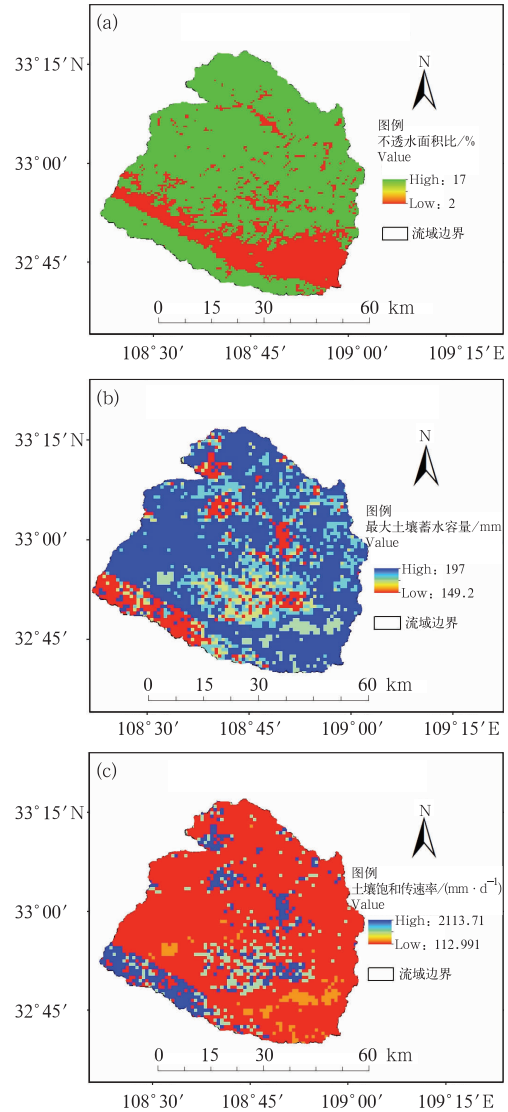 (a)
33°15′N
33°00′
32°45′
N
图例
不透水面积比/%
Value
High：17
Low：2
流域边界
0 15 30 60 km
108°30′ 108°45′ 109°00′ 109°15′E
(b)
33°15′N
33°00′
32°45′
N
图例
最大土壤蓄水容量/mm
Value
High：197
Low：149.2
流域边界
0 15 30 60 km
108°30′ 108°45′ 109°00′ 109°15′E
(c)
33°15′N
33°00′
32°45′
N
图例
土壤饱和传速率/(mm·d⁻¹)
Value
High：2113.71
Low：112.991
流域边界
0 15 30 60 km
108°30′ 108°45′ 109°00′ 109°15′E